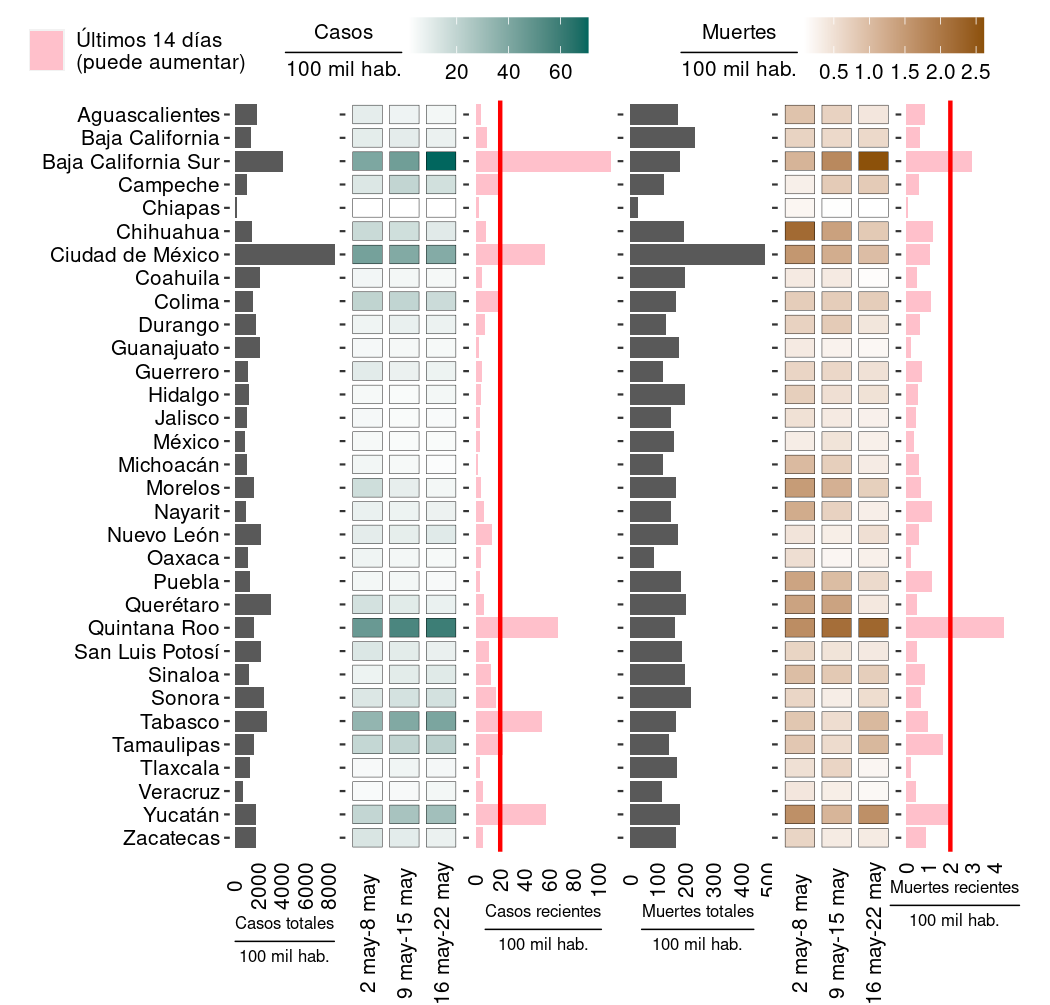 Últimos 14 días
(puede aumentar)
Casos
100 mil hab.
20 40 60
Muertes
100 mil hab.
0.5 1.0 1.5 2.0 2.5
Aguascalientes
Baja California
Baja California Sur
Campeche
Chiapas
Chihuahua
Ciudad de México
Coahuila
Colima
Durango
Guanajuato
Guerrero
Hidalgo
Jalisco
México
Michoacán
Morelos
Nayarit
Nuevo León
Oaxaca
Puebla
Querétaro
Quintana Roo
San Luis Potosí
Sinaloa
Sonora
Tabasco
Tamaulipas
Tlaxcala
Veracruz
Yucatán
Zacatecas
0 2000 4000 6000 8000
Casos totales
100 mil hab.
2 may-8 may
9 may-15 may
16 may-22 may
0 20 40 60 80 100
Casos recientes
100 mil hab.
0 100 200 300 400 500
Muertes totales
100 mil hab.
2 may-8 may
9 may-15 may
16 may-22 may
0 1 2 3 4
Muertes recientes
100 mil hab.